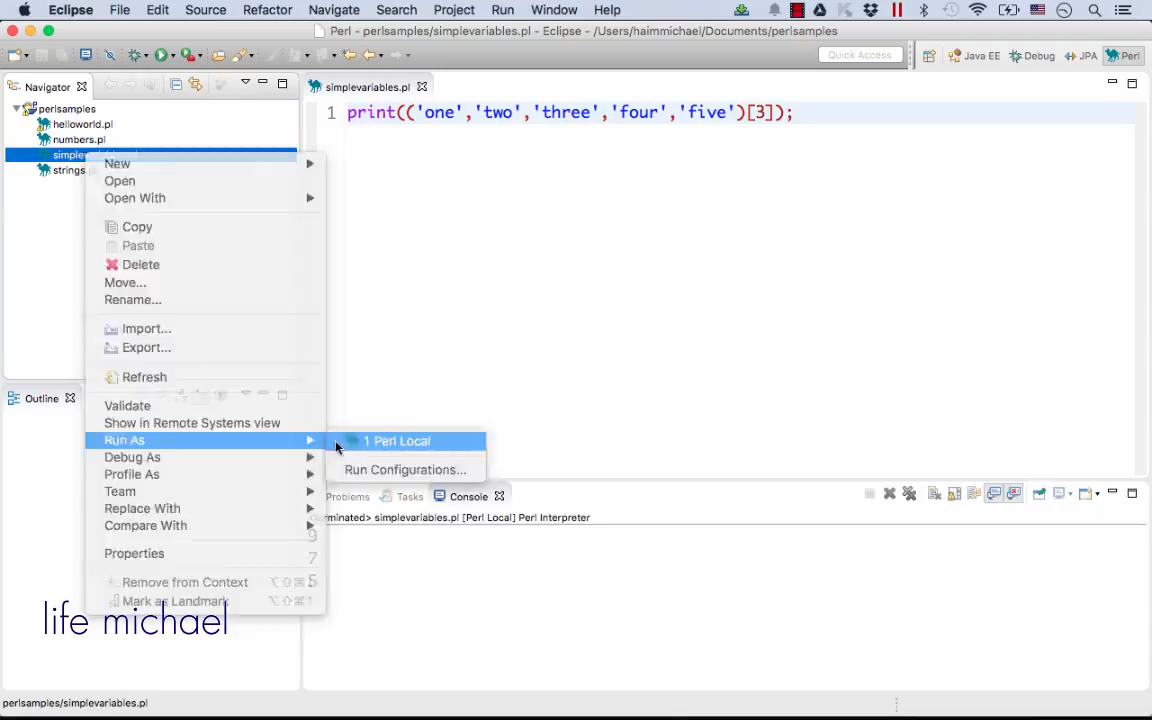 Eclipse File Edit Source Refactor Navigate Search Project Run Window Help
Perl - perlsamples/simplevariables.pl - Eclipse - /Users/haimmichael/Documents/perlsamples
Quick Access
Java EE
Debug
JPA
Perl
Navigator
simplevariables.pl
perlsamples
helloworld.pl
numbers.pl
strings
1 print(('one','two','three','four','five')[3]);
New
Open
Open With
Copy
Paste
Delete
Move...
Rename...
Import...
Export...
Refresh
Validate
Show in Remote Systems view
Run As
Debug As
Profile As
Team
Replace With
Compare With
Properties
Remove from Context
Mark as Landmark
1 Perl Local
Run Configurations...
Outline
Problems
Tasks
Console
minated> simplevariables.pl [Perl Local] Perl Interpreter
9
7
5
life michael
perlsamples/simplevariables.pl